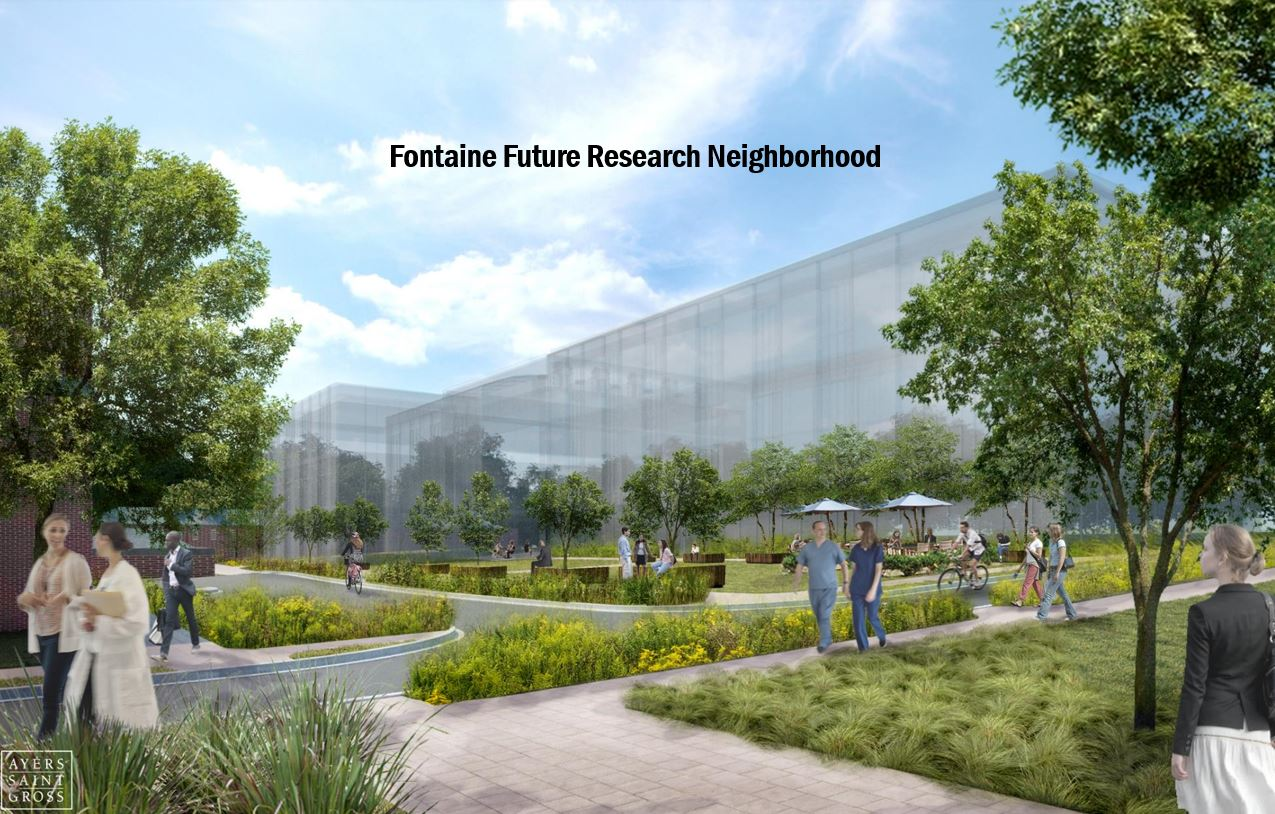 Fontaine Future Research Neighborhood
AYERS
SAINT
GROSS